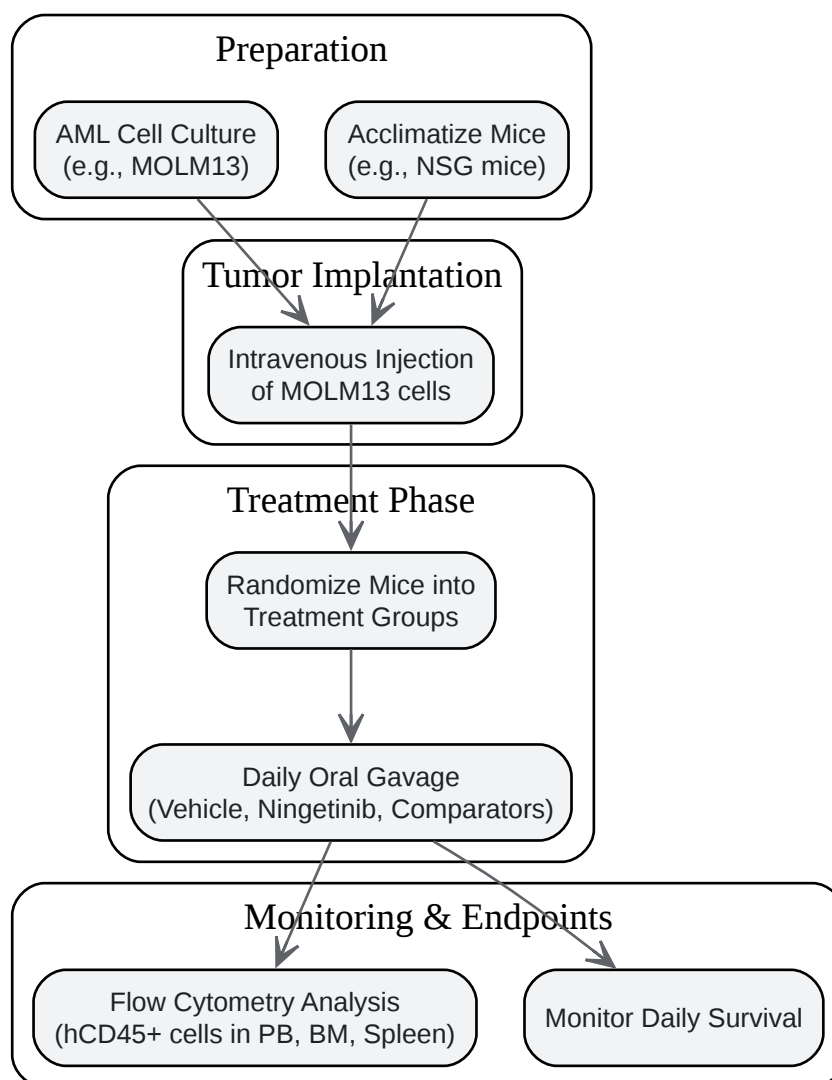 Preparation
AML Cell Culture
(e.g., MOLM13)
Acclimatize Mice
(e.g., NSG mice)
Tumor Implantation
Intravenous Injection
of MOLM13 cells
Treatment Phase
Randomize Mice into
Treatment Groups
Daily Oral Gavage
(Vehicle, Ningetinib, Comparators)
Monitoring & Endpoints
Flow Cytometry Analysis
(hCD45+ cells in PB, BM, Spleen)
Monitor Daily Survival